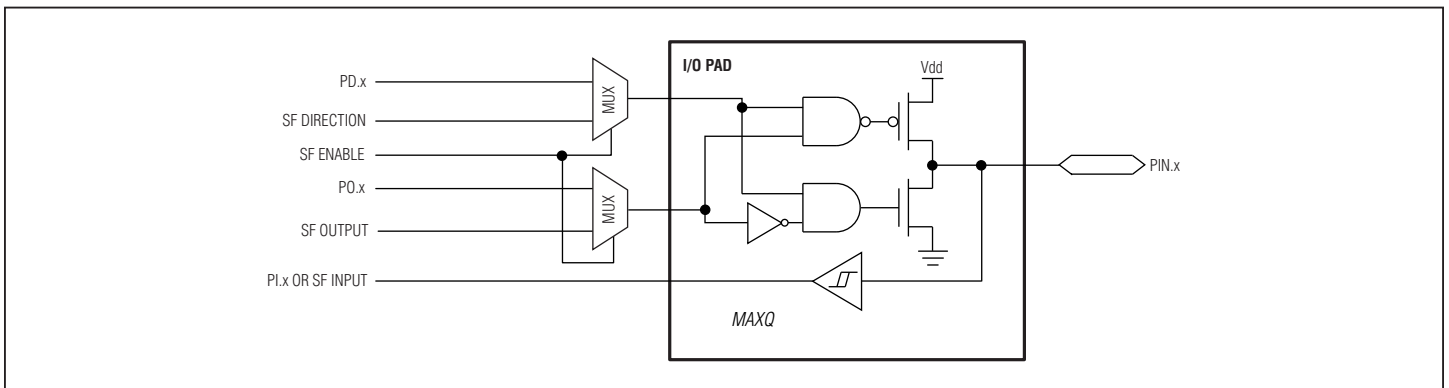 I/O PAD
Vdd
PD.x
MUX
SF DIRECTION
SF ENABLE
PO.x
MUX
SF OUTPUT
PIN.x
PI.x OR SF INPUT
MAXQ